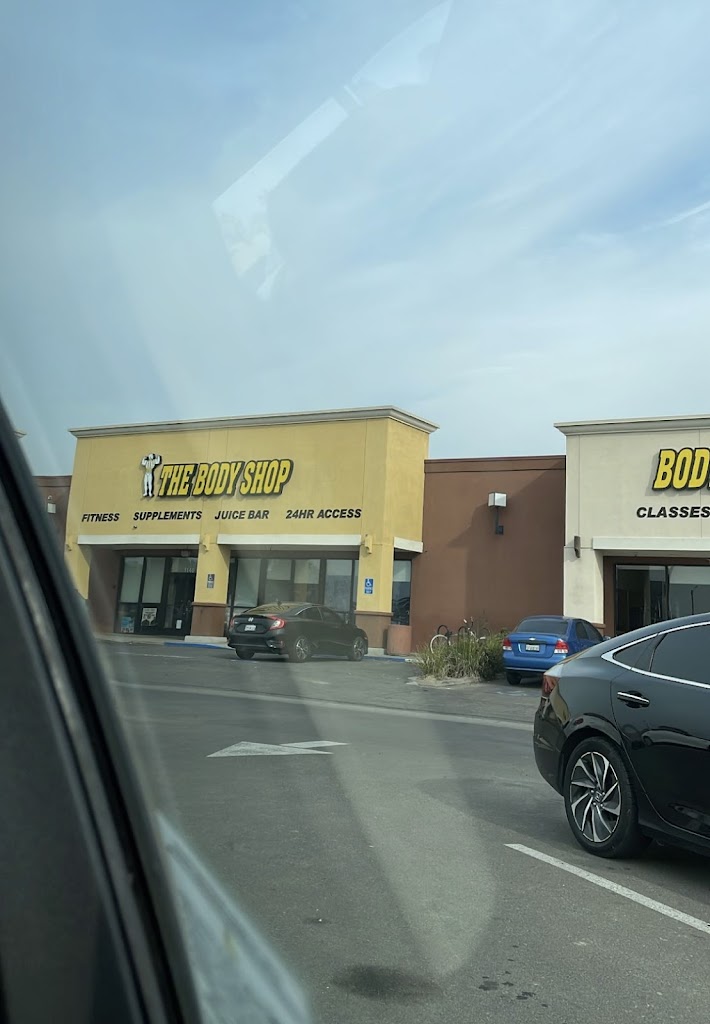 THE BODY SHOP
FITNESS SUPPLEMENTS JUICE BAR 24HR ACCESS
BOD
CLASSES